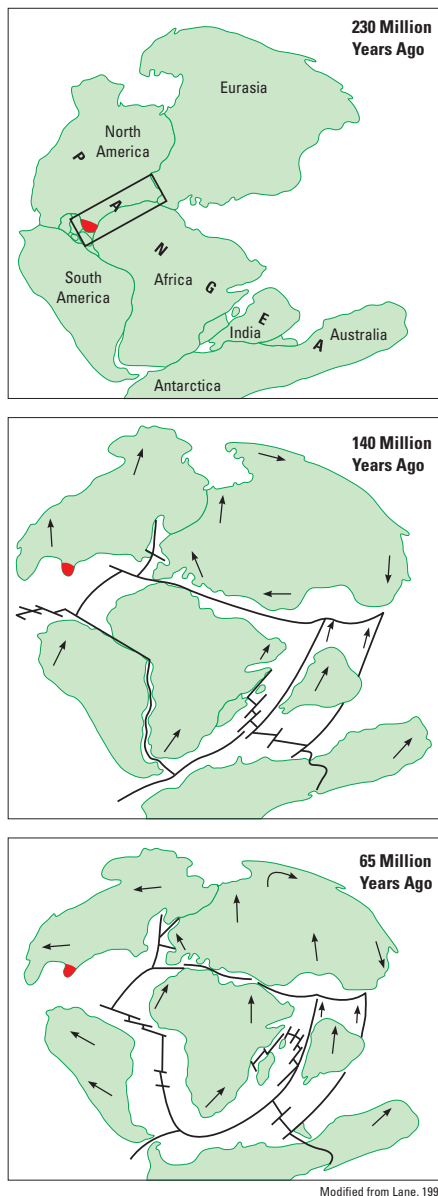 230 Million
Years Ago
Eurasia
North
America
P
A
N
G
E
A
South
America
Africa
India
Australia
Antarctica
140 Million
Years Ago
65 Million
Years Ago
Modified from Lane, 199